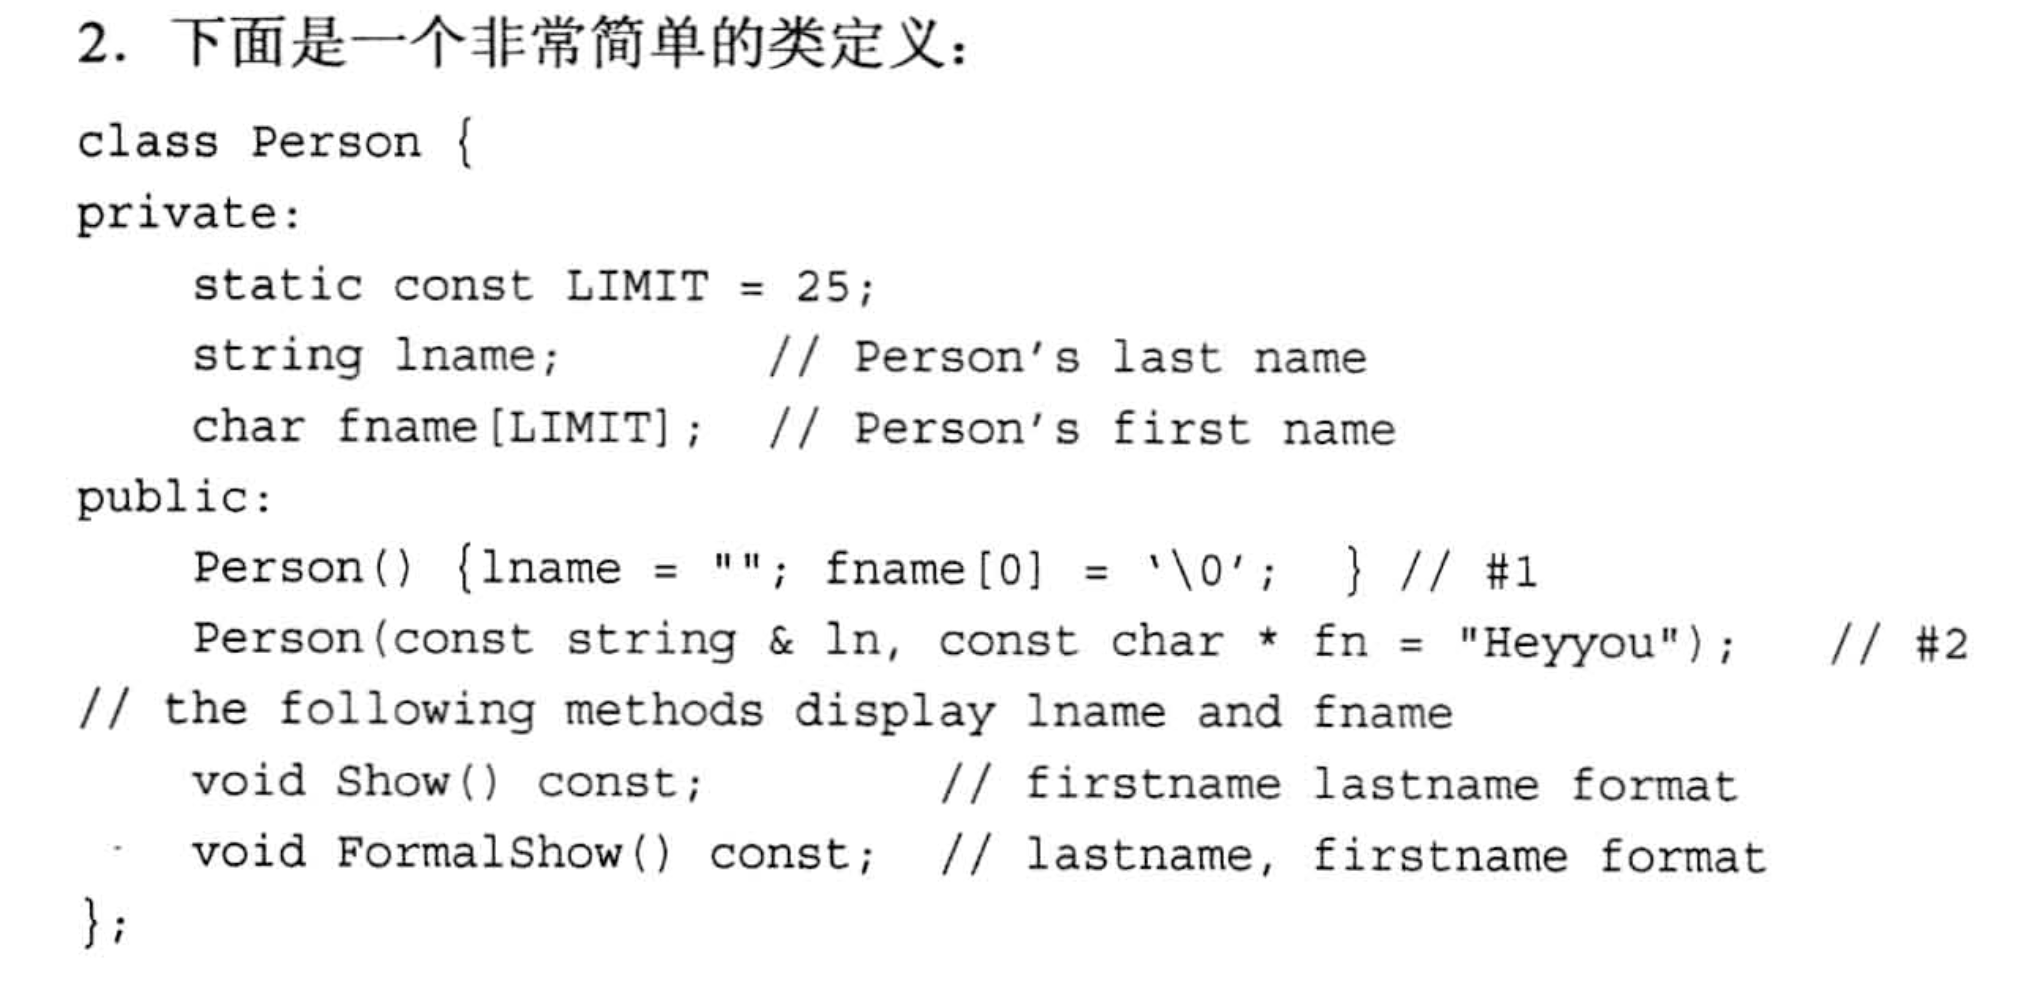 2. 下面是一个非常简单的类定义：
class Person {
private:
    static const LIMIT = 25;
    string lname;       // Person's last name
    char fname[LIMIT];  // Person's first name
public:
    Person() {lname = ""; fname[0] = '\0';  } // #1
    Person(const string & ln, const char * fn = "Heyyou");   // #2
// the following methods display lname and fname
    void Show() const;        // firstname lastname format
    void FormalShow() const;  // lastname, firstname format
};